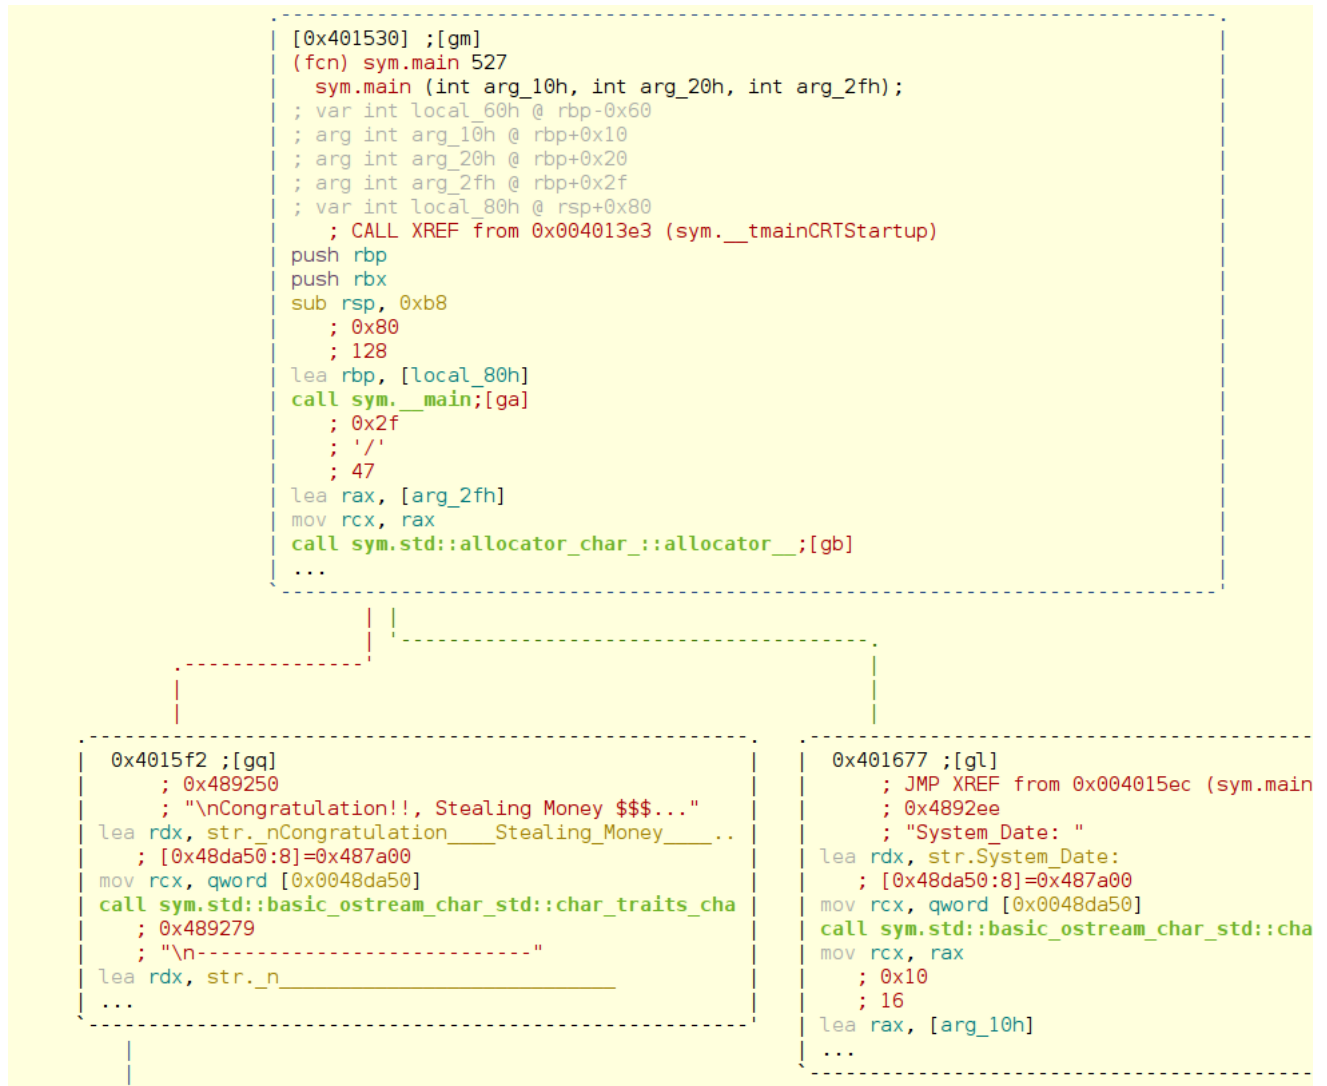 [0x401530] ;[gm]
(fcn) sym.main 527
sym.main (int arg_10h, int arg_20h, int arg_2fh);
; var int local_60h @ rbp-0x60
; arg int arg_10h @ rbp+0x10
; arg int arg_20h @ rbp+0x20
; arg int arg_2fh @ rbp+0x2f
; var int local_80h @ rsp+0x80
; CALL XREF from 0x004013e3 (sym.__tmainCRTStartup)
push rbp
push rbx
sub rsp, 0xb8
; 0x80
; 128
lea rbp, [local_80h]
call sym.__main;[ga]
; 0x2f
; '/'
; 47
lea rax, [arg_2fh]
mov rcx, rax
call sym.std::allocator_char_::allocator__;[gb]
...
0x4015f2 ;[gq]
; 0x489250
; "\nCongratulation!!, Stealing Money $$$..."
lea rdx, str._nCongratulation____Stealing_Money____..
; [0x48da50:8]=0x487a00
mov rcx, qword [0x0048da50]
call sym.std::basic_ostream_char_std::char_traits_cha
; 0x489279
; "\n----------------------------"
lea rdx, str._n____________________________
...
0x401677 ;[gl]
; JMP XREF from 0x004015ec (sym.main
; 0x4892ee
; "System_Date: "
lea rdx, str.System_Date:
; [0x48da50:8]=0x487a00
mov rcx, qword [0x0048da50]
call sym.std::basic_ostream_char_std::cha
mov rcx, rax
; 0x10
; 16
lea rax, [arg_10h]
...